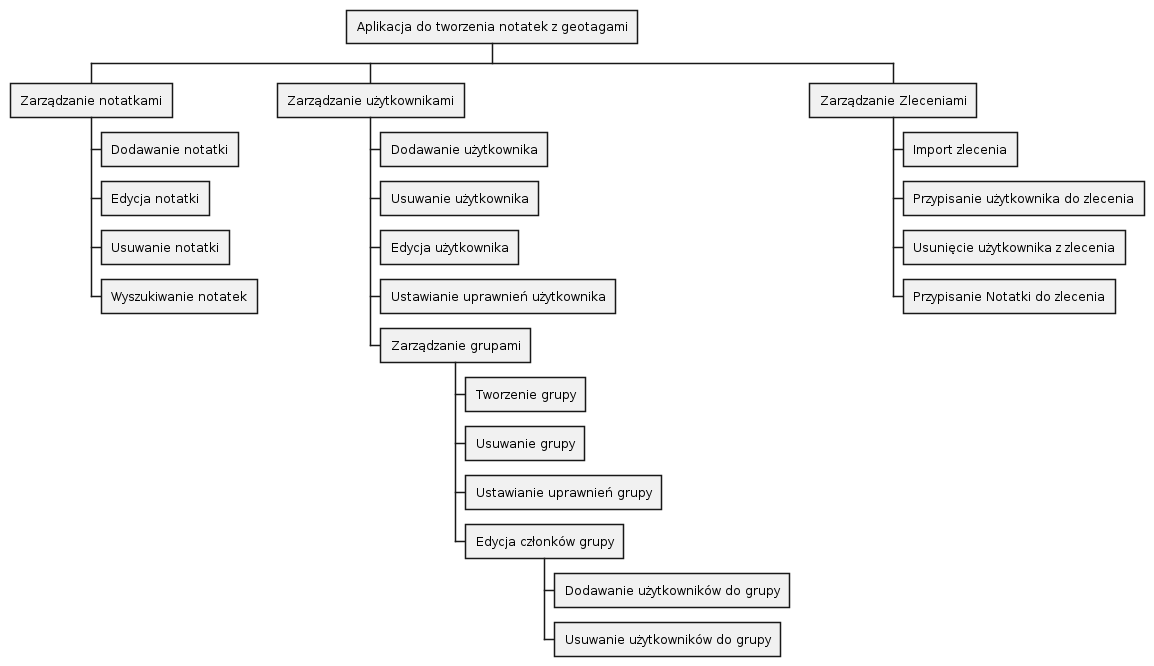 Aplikacja do tworzenia notatek z geotagami
Zarządzanie notatkami
Dodawanie notatki
Edycja notatki
Usuwanie notatki
Wyszukiwanie notatek
Zarządzanie użytkownikami
Dodawanie użytkownika
Usuwanie użytkownika
Edycja użytkownika
Ustawianie uprawnień użytkownika
Zarządzanie grupami
Tworzenie grupy
Usuwanie grupy
Ustawianie uprawnień grupy
Edycja członków grupy
Dodawanie użytkowników do grupy
Usuwanie użytkowników do grupy
Zarządzanie Zleceniami
Import zlecenia
Przypisanie użytkownika do zlecenia
Usunięcie użytkownika z zlecenia
Przypisanie Notatki do zlecenia